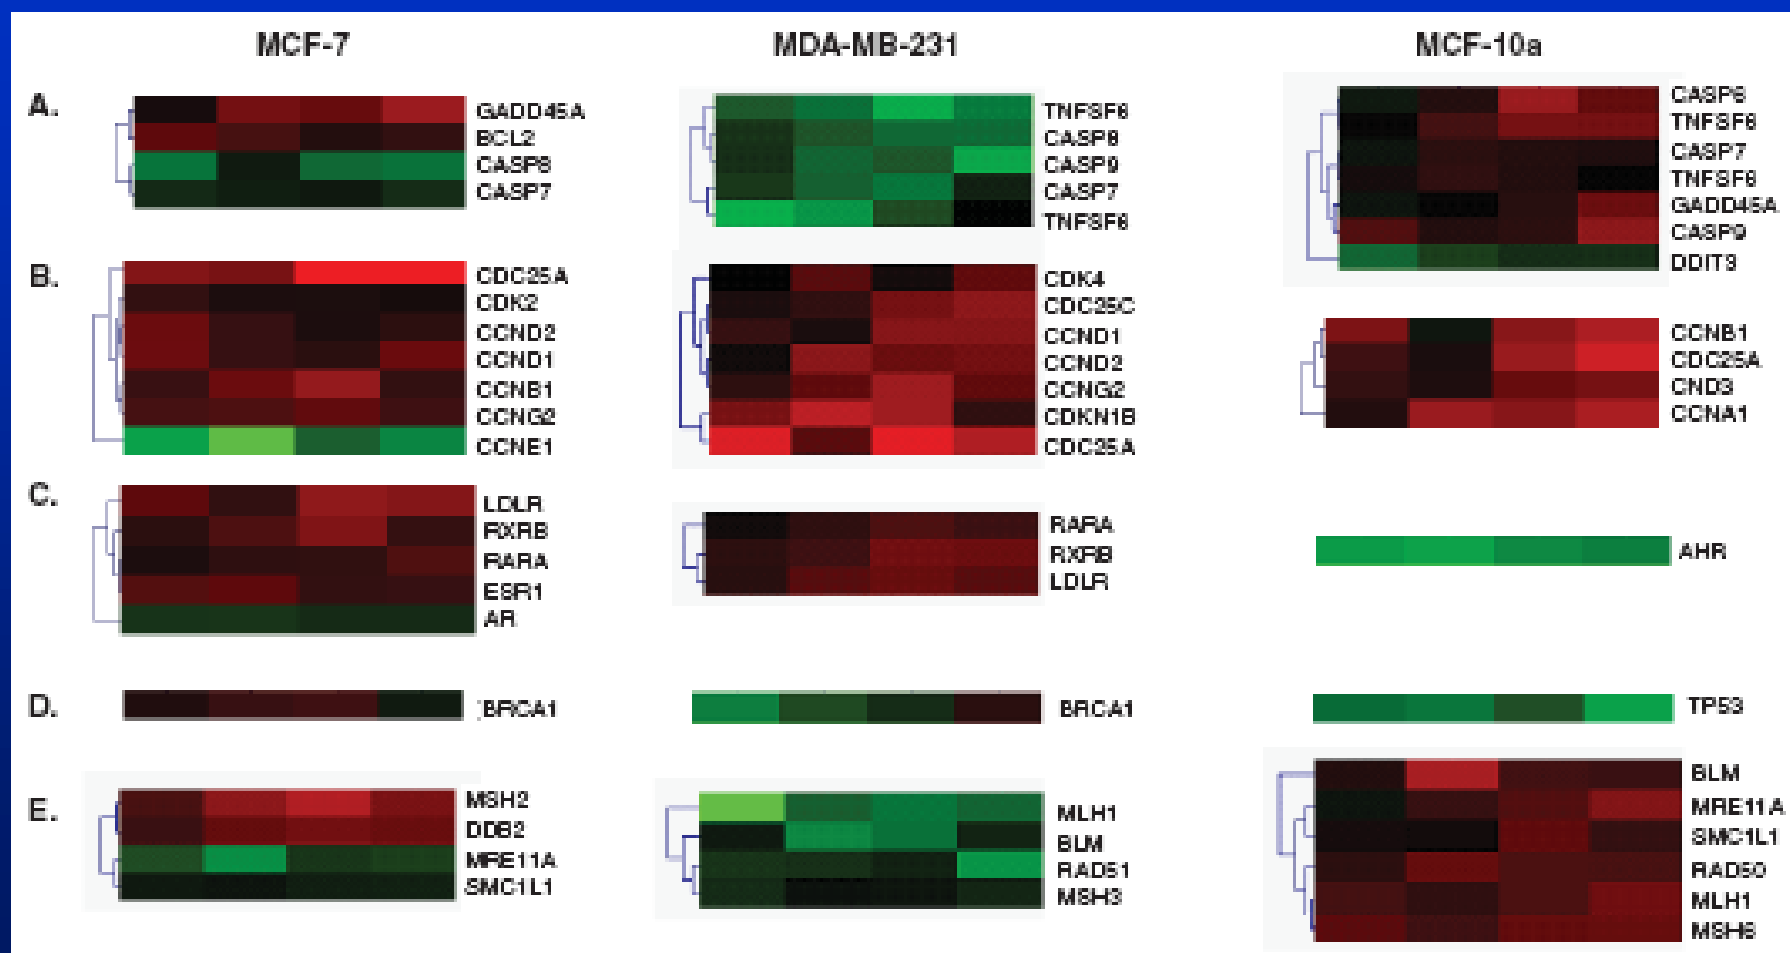 MCF-7 MDA-MB-231 MCF-10a
A.
GADD45A
BCL2
CASP8
CASP7
TNFSF6
CASP8
CASP9
CASP7
TNFSF6
CASP6
TNFSF6
CASP7
TNFSF6
GADD45A
CASP9
DDIT3
B.
CDC25A
CDK2
CCND2
CCND1
CCNB1
CCNG2
CCNE1
CDK4
CDC25C
CCND1
CCND2
CCNG2
CDKN1B
CDC25A
CCNB1
CDC25A
CND3
CCNA1
C.
LDLR
RXRB
RARA
ESR1
AR
RARA
RXRB
LDLR
AHR
D.
BRCA1
BRCA1
TP53
E.
MSH2
DDB2
MRE11A
SMC1L1
MLH1
BLM
RAD51
MSH3
BLM
MRE11A
SMC1L1
RAD50
MLH1
MSH6